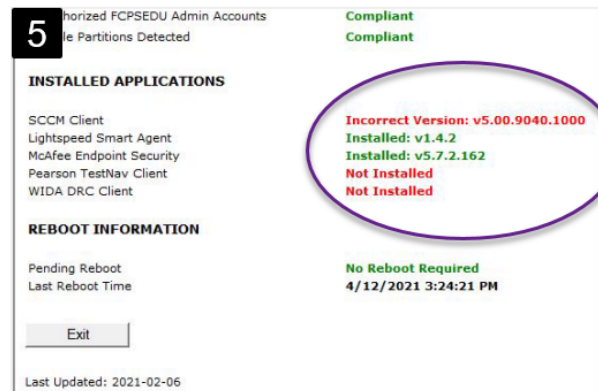 5
horized FCPSEDU Admin Accounts Compliant
le Partitions Detected Compliant
INSTALLED APPLICATIONS
SCCM Client Incorrect Version: v5.00.9040.1000
Lightspeed Smart Agent Installed: v1.4.2
McAfee Endpoint Security Installed: v5.7.2.162
Pearson TestNav Client Not Installed
WIDA DRC Client Not Installed
REBOOT INFORMATION
Pending Reboot No Reboot Required
Last Reboot Time 4/12/2021 3:24:21 PM
Exit
Last Updated: 2021-02-06